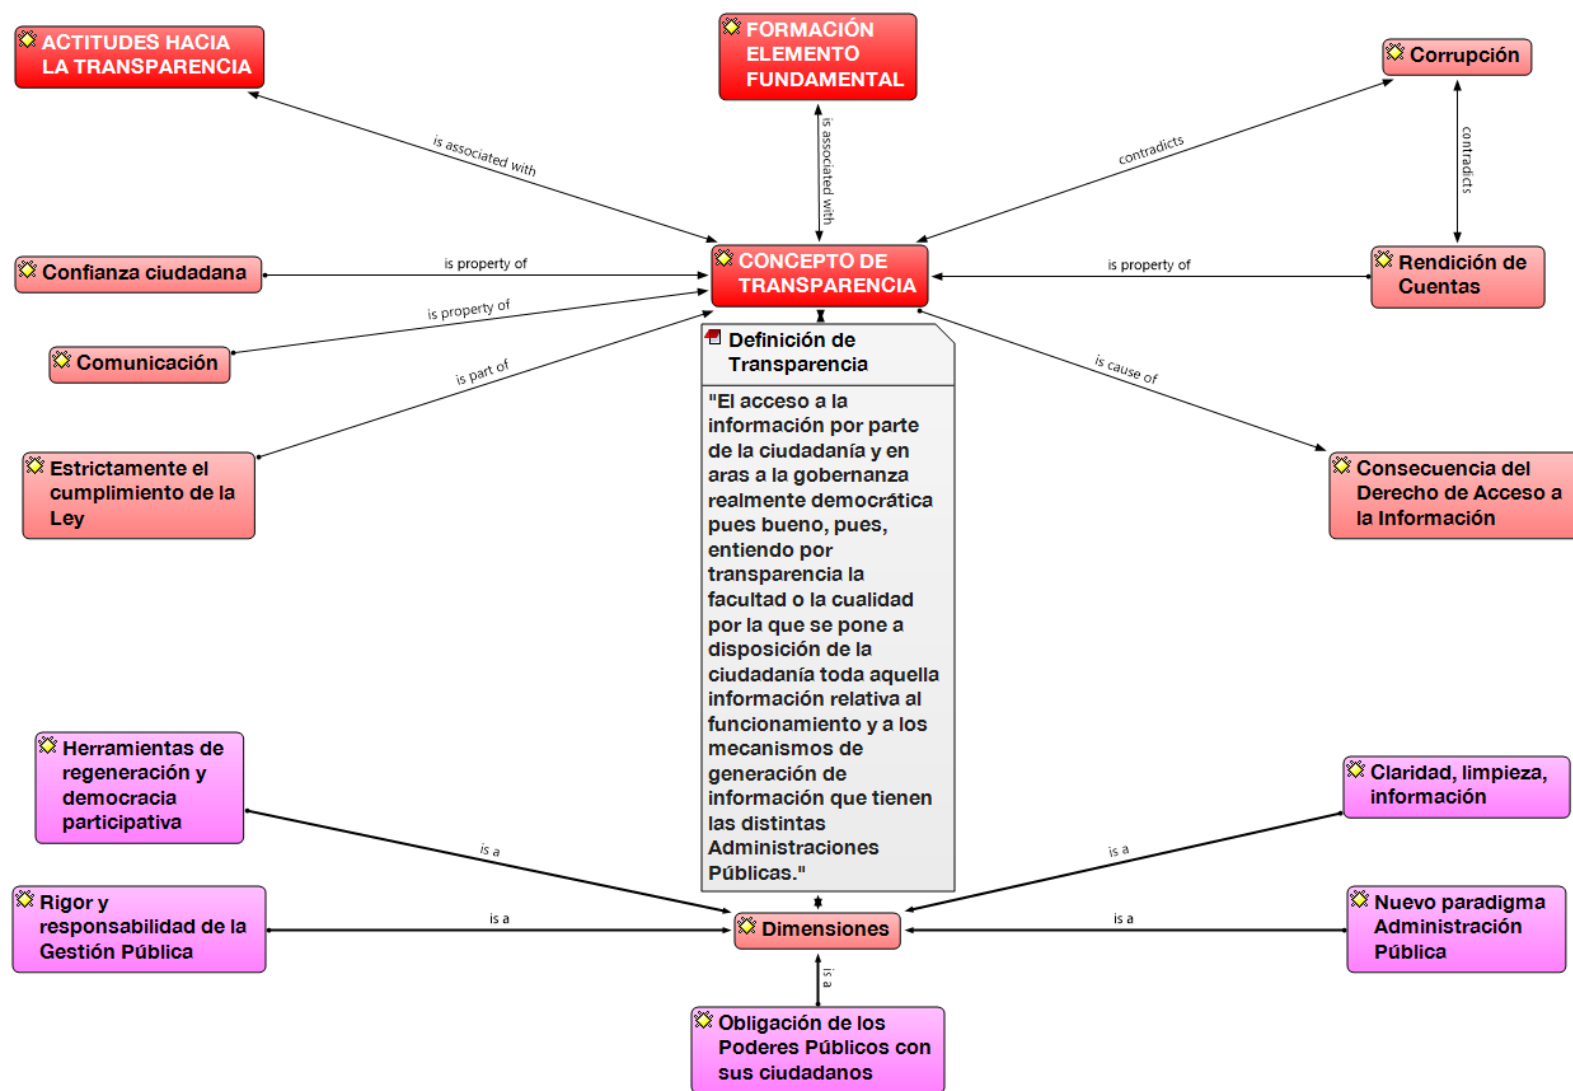 ACTITUDES HACIA
LA TRANSPARENCIA
FORMACIÓN
ELEMENTO
FUNDAMENTAL
Corrupción
is associated with
is associated with
contradicts
contradicts
Confianza ciudadana
is property of
CONCEPTO DE
TRANSPARENCIA
is property of
Rendición de
Cuentas
Comunicación
is property of
is part of
Estrictamente el
cumplimiento de la
Ley
is cause of
Consecuencia del
Derecho de Acceso a
la Información
Definición de
Transparencia
"El acceso a la
información por parte
de la ciudadanía y en
aras a la gobernanza
realmente democrática
pues bueno, pues,
entiendo por
transparencia la
facultad o la cualidad
por la que se pone a
disposición de la
ciudadanía toda aquella
información relativa al
funcionamiento y a los
mecanismos de
generación de
información que tienen
las distintas
Administraciones
Públicas."
Herramientas de
regeneración y
democracia
participativa
is a
Claridad, limpieza,
información
is a
Rigor y
responsabilidad de la
Gestión Pública
is a
Dimensiones
is a
Nuevo paradigma
Administración
Pública
is a
Obligación de los
Poderes Públicos con
sus ciudadanos